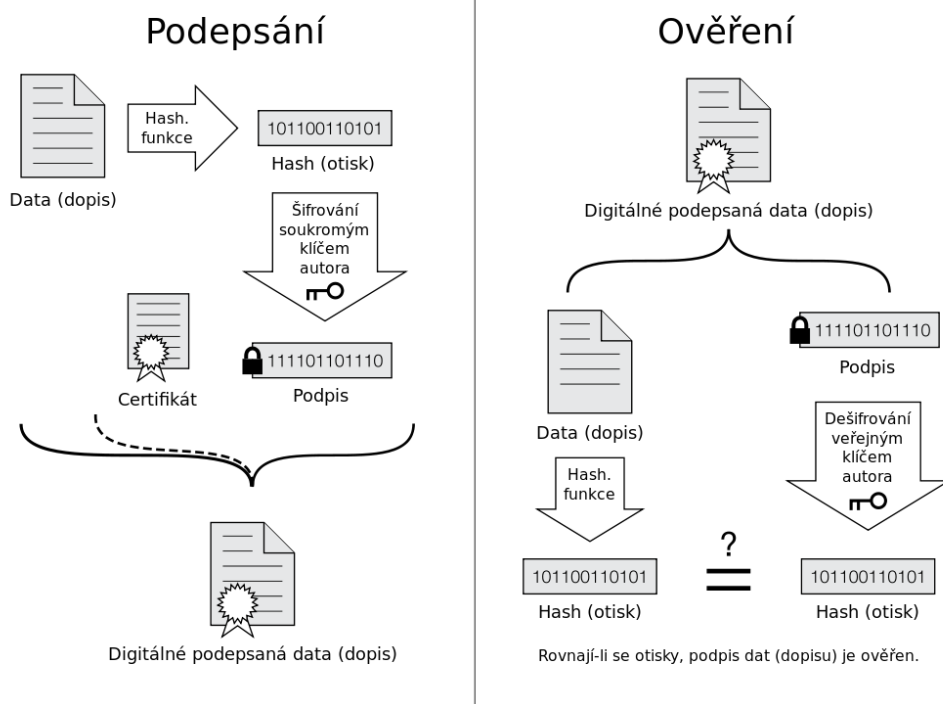 Podepsání
Hash.
funkce
101100110101
Hash (otisk)
Data (dopis)
Šifrování
soukromým
klíčem
autora
111101101110
Certifikát
Podpis
Digitálné podepsaná data (dopis)
Ověření
Digitálné podepsaná data (dopis)
111101101110
Podpis
Data (dopis)
Dešifrování
veřejným
klíčem
autora
Hash.
funkce
?
101100110101
=
101100110101
Hash (otisk)
Hash (otisk)
Rovnají-li se otisky, podpis dat (dopisu) je ověřen.